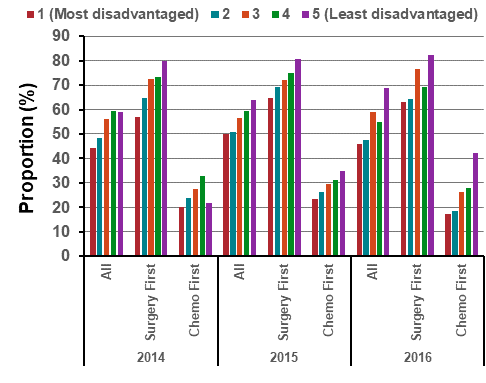 1 (Most disadvantaged) 2 3 4 5 (Least disadvantaged)
Proportion (%)
90
80
70
60
50
40
30
20
10
0
All Surgery First Chemo First All Surgery First Chemo First All Surgery First Chemo First
2014 2015 2016